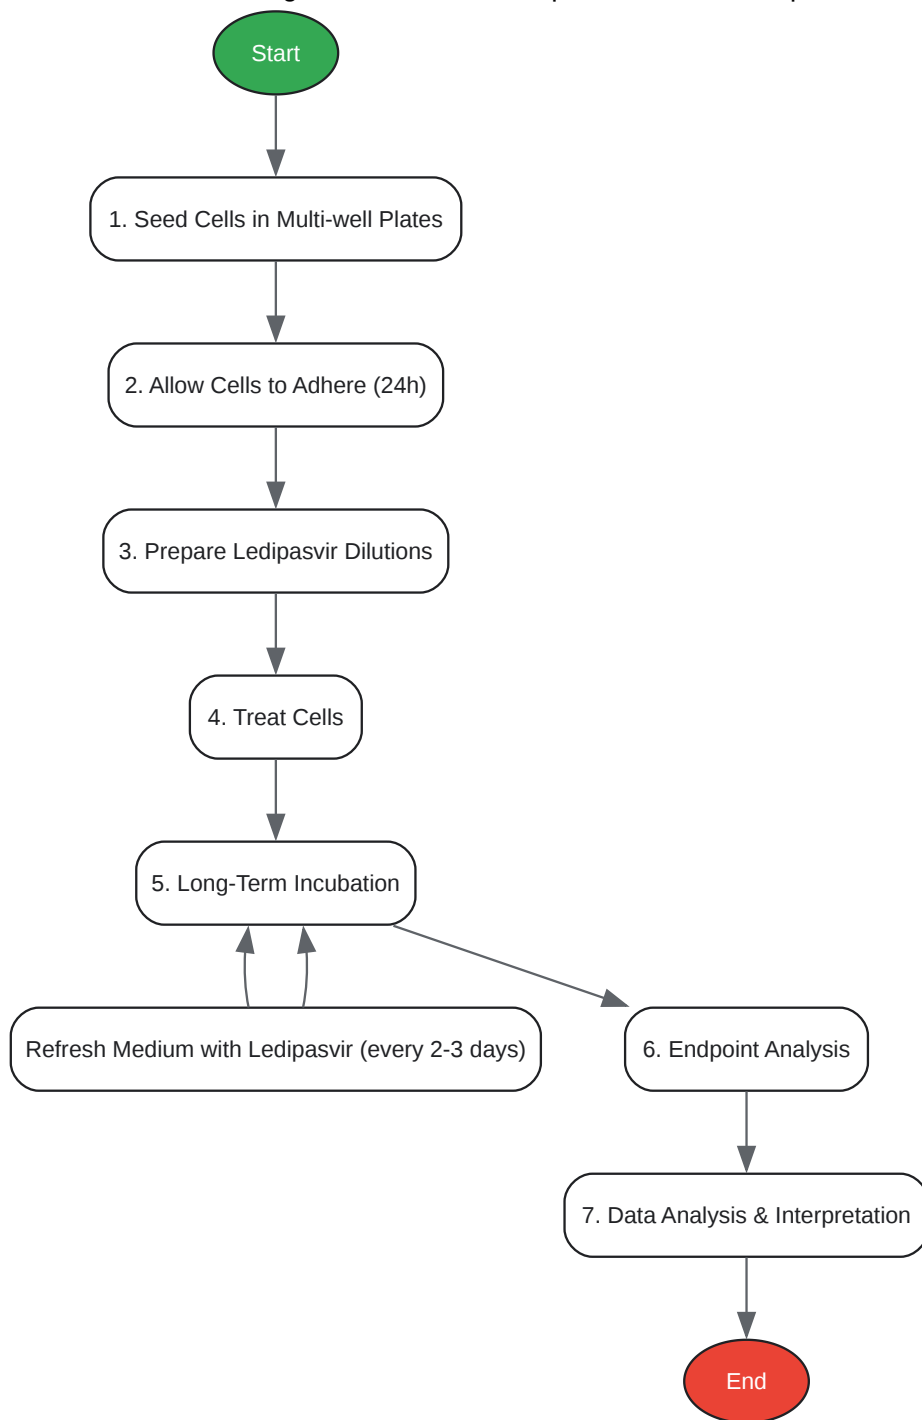 Start
1. Seed Cells in Multi-well Plates
2. Allow Cells to Adhere (24h)
3. Prepare Ledipasvir Dilutions
4. Treat Cells
5. Long-Term Incubation
Refresh Medium with Ledipasvir (every 2-3 days)
6. Endpoint Analysis
7. Data Analysis & Interpretation
End